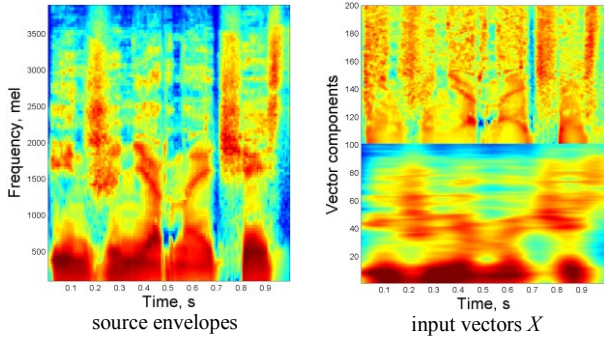 3500
3000
2500
2000
1500
1000
500
Frequency, mel
0.1 0.2 0.3 0.4 0.5 0.6 0.7 0.8 0.9
Time, s
source envelopes
200
180
160
140
120
100
80
60
40
20
Vector components
0.1 0.2 0.3 0.4 0.5 0.6 0.7 0.8 0.9
Time, s
input vectors X